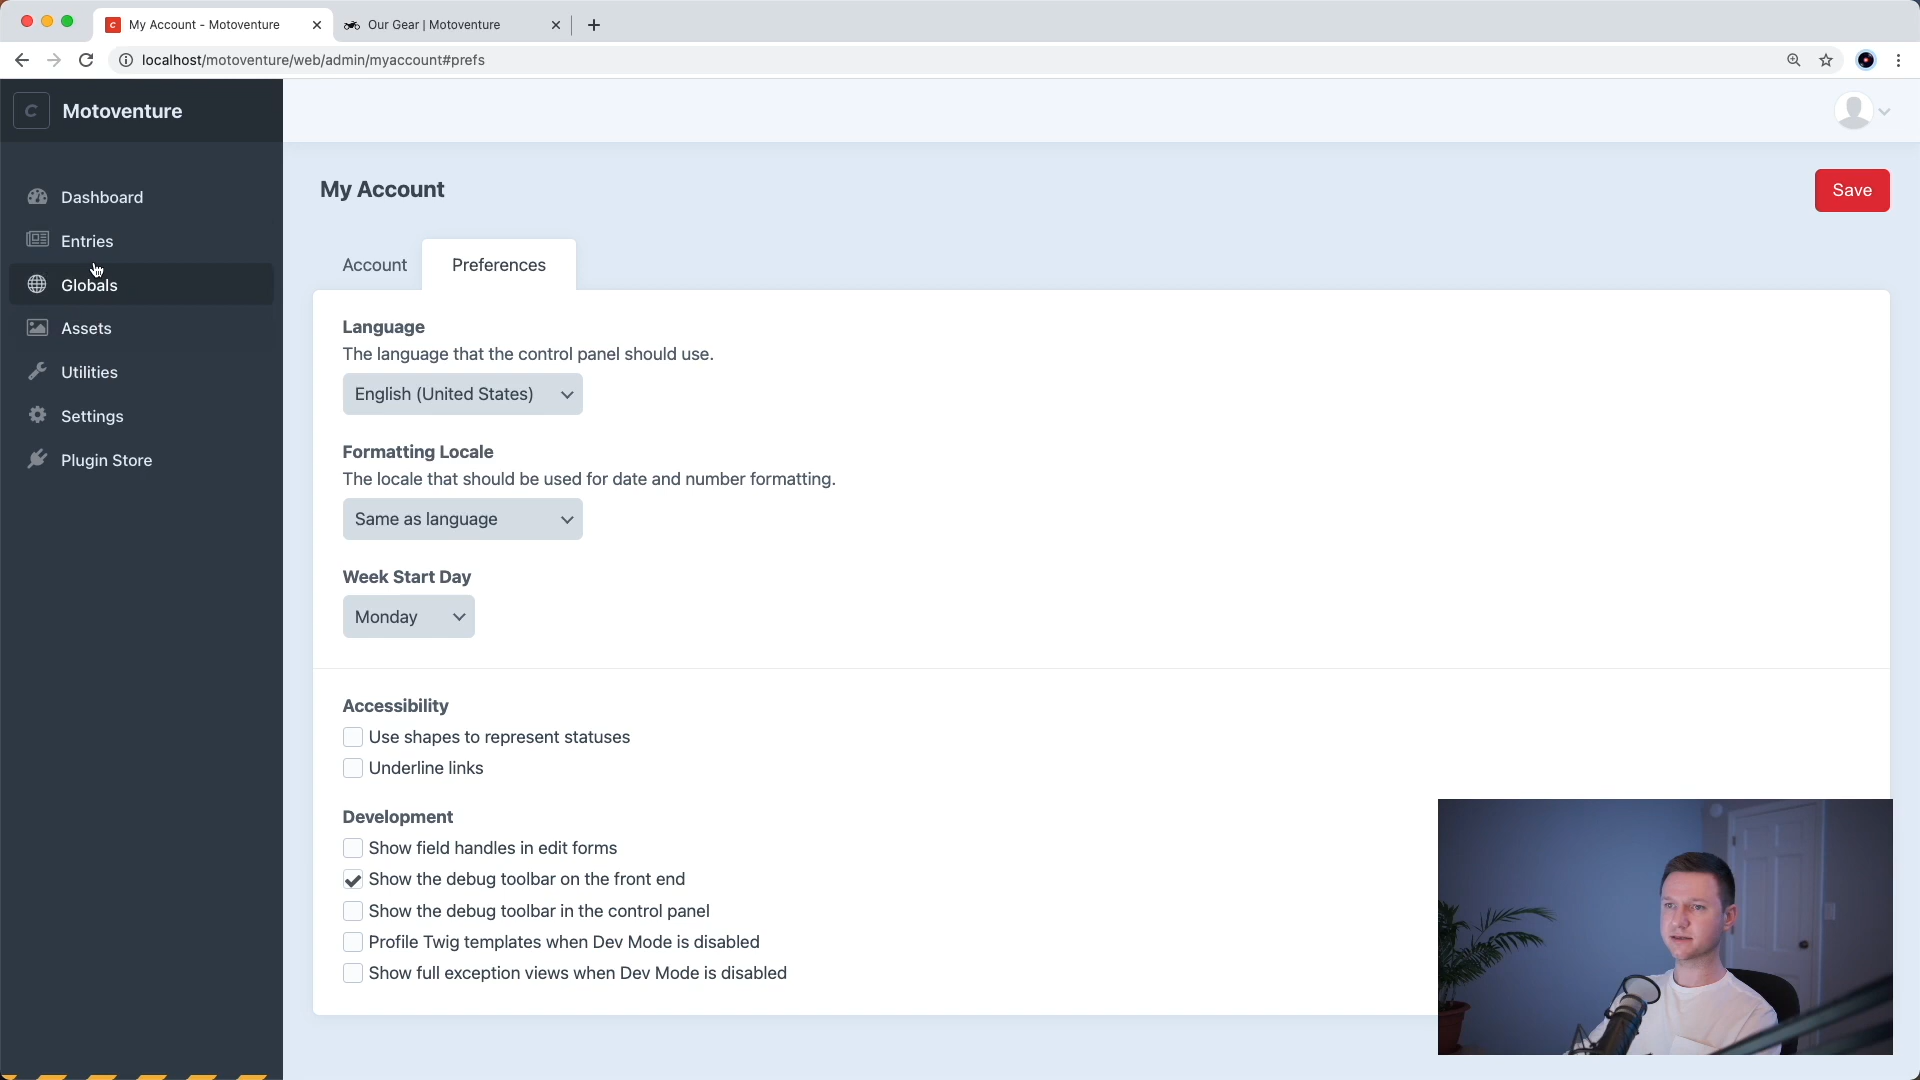 My Account - Motoventure
Our Gear | Motoventure
localhost/motoventure/web/admin/myaccount#prefs
C Motoventure
Dashboard
Entries
Globals
Assets
Utilities
Settings
Plugin Store
My Account
Save
Account
Preferences
Language
The language that the control panel should use.
English (United States)
Formatting Locale
The locale that should be used for date and number formatting.
Same as language
Week Start Day
Monday
Accessibility
Use shapes to represent statuses
Underline links
Development
Show field handles in edit forms
Show the debug toolbar on the front end
Show the debug toolbar in the control panel
Profile Twig templates when Dev Mode is disabled
Show full exception views when Dev Mode is disabled